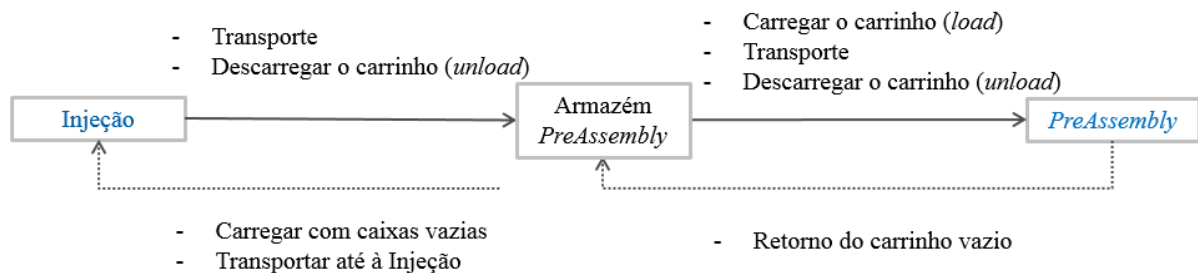 - Transporte
- Descarregar o carrinho (unload)
- Carregar o carrinho (load)
- Transporte
- Descarregar o carrinho (unload)
Injeção
Armazém
PreAssembly
PreAssembly
- Carregar com caixas vazias
- Transportar até à Injeção
- Retorno do carrinho vazio